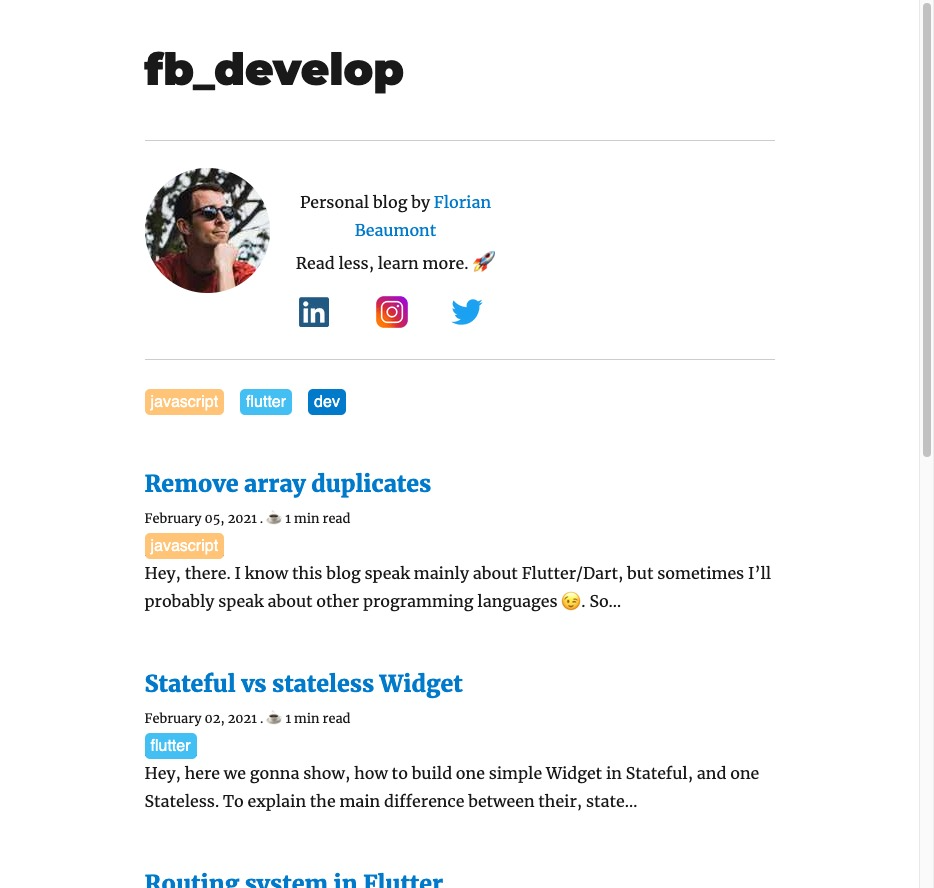 fb_develop
Personal blog by Florian
Beaumont
Read less, learn more. 🚀
in
javascript flutter dev
Remove array duplicates
February 05, 2021 . ☕ 1 min read
javascript
Hey, there. I know this blog speak mainly about Flutter/Dart, but sometimes I’ll
probably speak about other programming languages 😉. So…
Stateful vs stateless Widget
February 02, 2021 . ☕ 1 min read
flutter
Hey, here we gonna show, how to build one simple Widget in Stateful, and one
Stateless. To explain the main difference between their, state…
Routing system in Flutter